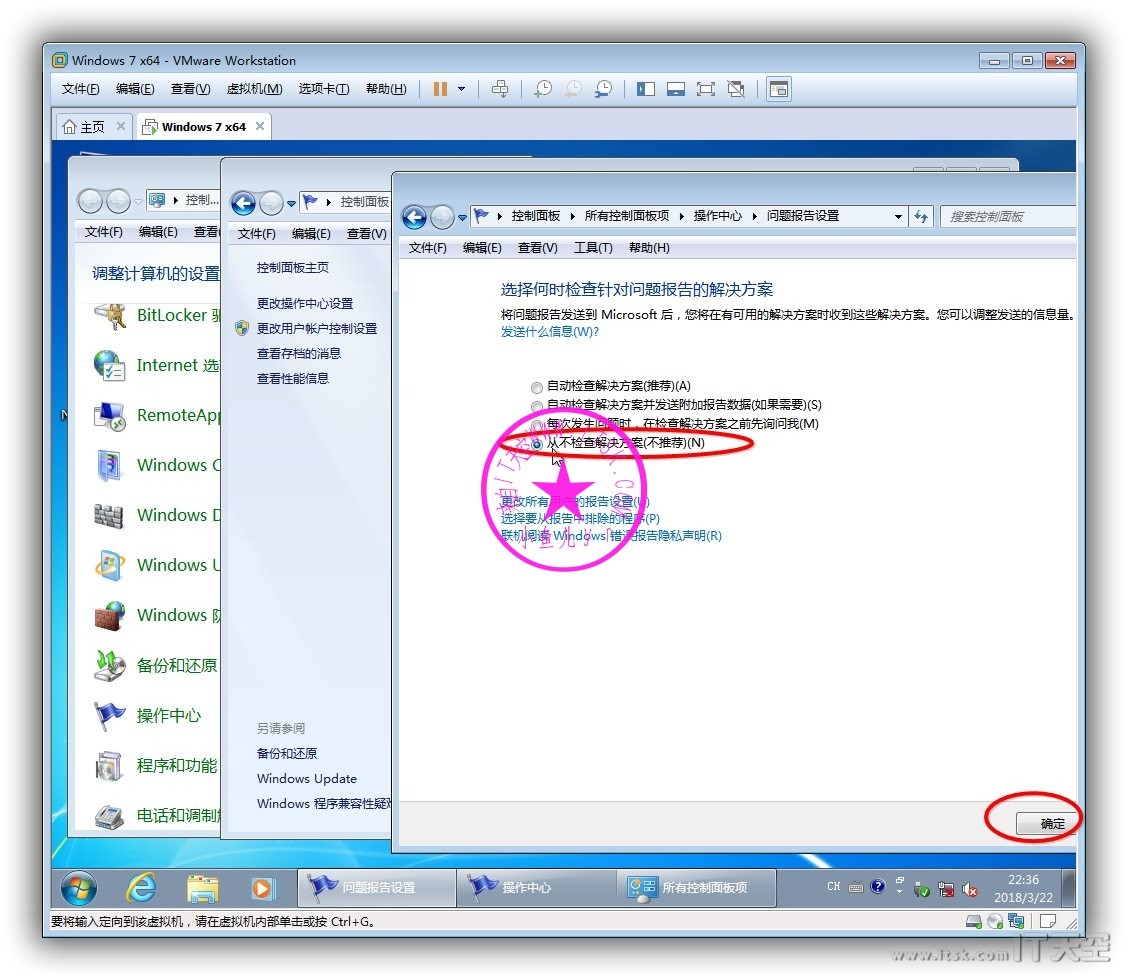 Windows 7 x64 - VMware Workstation
文件(F) 编辑(E) 查看(V) 虚拟机(M) 选项卡(T) 帮助(H)
主页 Windows 7 x64
控制...
文件(F) 编辑(E) 查看
调整计算机的设置
BitLocker
Internet 选
RemoteApp
Windows
Windows
Windows
Windows 防
备份和还原
操作中心
程序和功能
电话和调制
控制面板
文件(F) 编辑(E) 查看(V)
控制面板主页
更改操作中心设置
更改用户帐户控制设置
查看存档的消息
查看性能信息
另请参阅
备份和还原
Windows Update
Windows 程序兼容性疑
控制面板 所有控制面板项 操作中心 问题报告设置
搜索控制面板
文件(F) 编辑(E) 查看(V) 工具(T) 帮助(H)
选择何时检查针对问题报告的解决方案
将问题报告发送到 Microsoft 后，您将在有可用的解决方案时收到这些解决方案。您可以调整发送的信息量。
发送什么信息(W)?
自动检查解决方案(推荐)(A)
自动检查解决方案并发送附加报告数据(如果需要)(S)
每次发生问题时，在检查解决方案之前先询问我(M)
从不检查解决方案(不推荐)(N)
更改所有用户的报告设置(U)
选择要从报告中排除的程序(P)
联机阅读 Windows 错误报告隐私声明(R)
小鱼儿
确定
问题报告设置 操作中心 所有控制面板项
CH
22:36
2018/3/22
要将输入定向到该虚拟机，请在虚拟机内部单击或按 Ctrl+G。
www.itsk.com IT天空